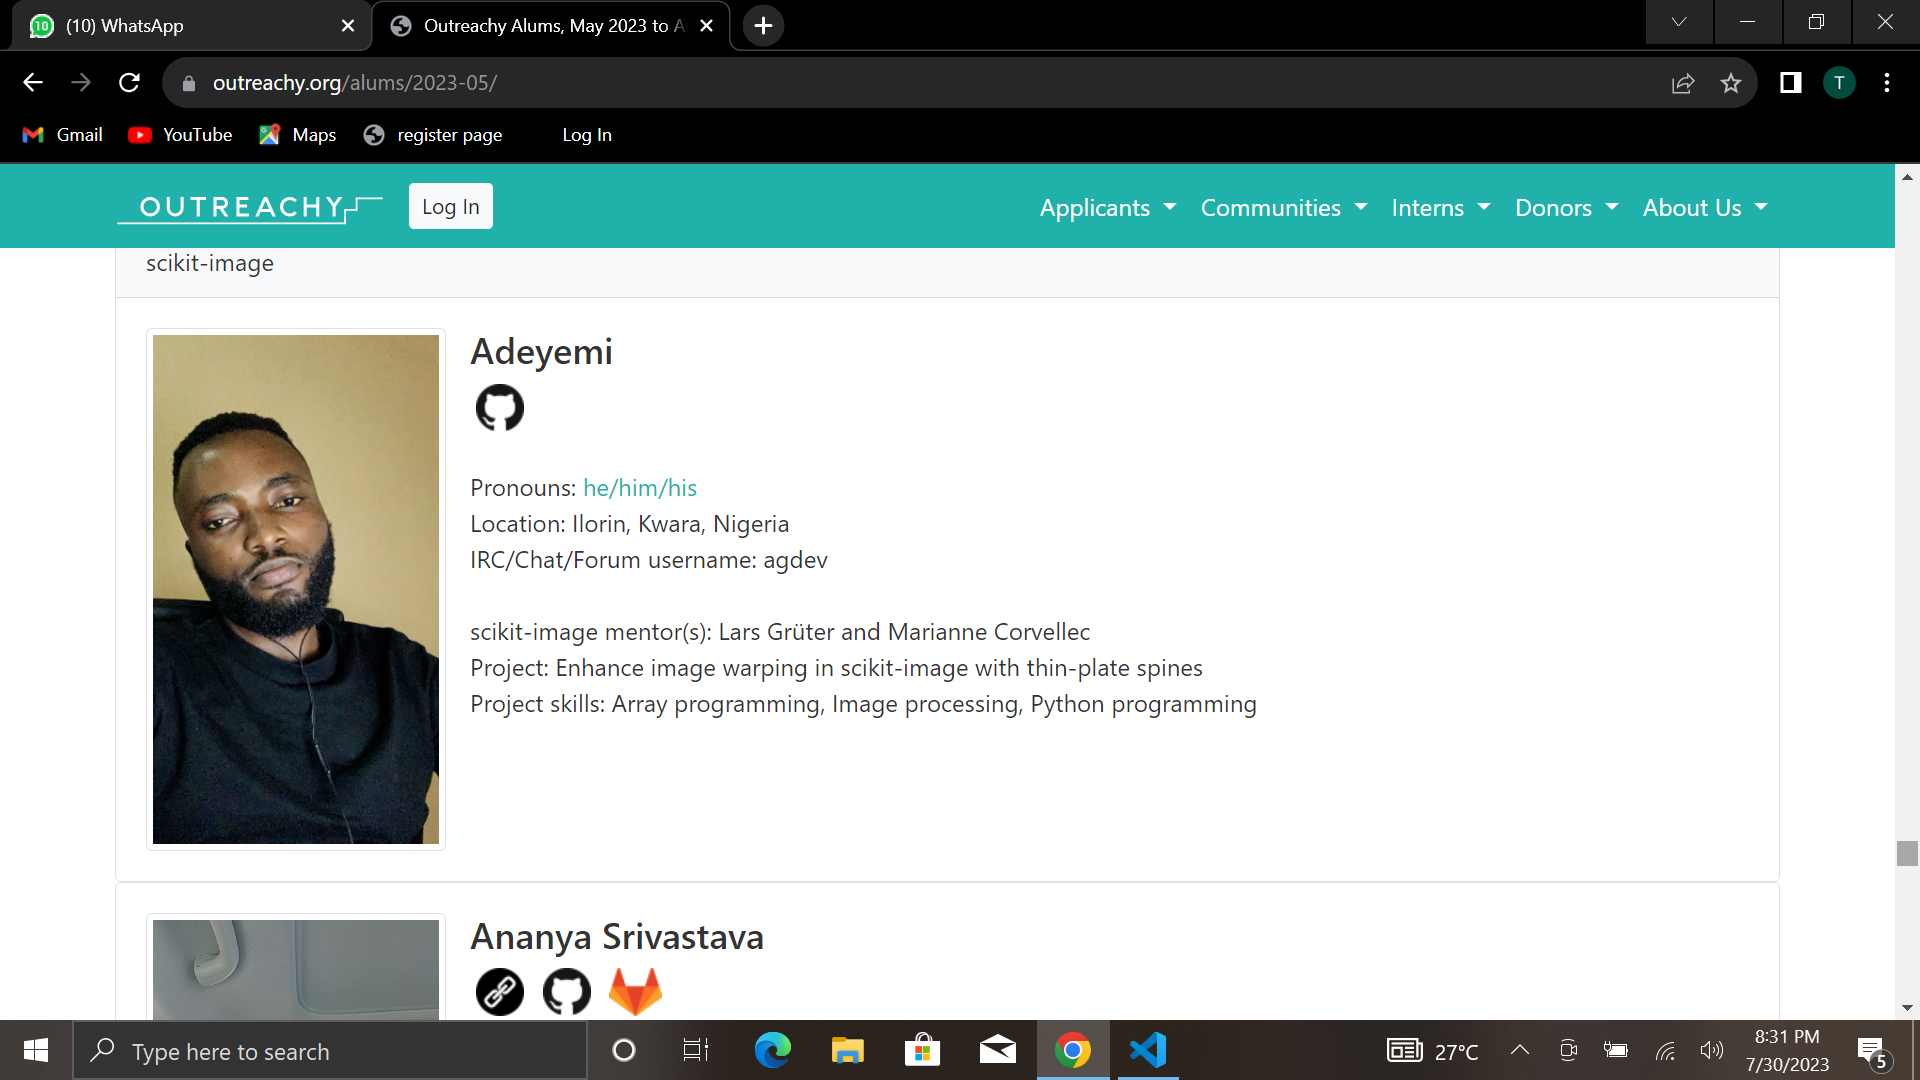 (10) WhatsApp
Outreachy Alums, May 2023 to A
outreachy.org/alums/2023-05/
T
Gmail
YouTube
Maps
register page
Log In
OUTREACHY
Log In
Applicants
Communities
Interns
Donors
About Us
scikit-image
Adeyemi
Pronouns: he/him/his
Location: Ilorin, Kwara, Nigeria
IRC/Chat/Forum username: agdev
scikit-image mentor(s): Lars Grüter and Marianne Corvellec
Project: Enhance image warping in scikit-image with thin-plate spines
Project skills: Array programming, Image processing, Python programming
Ananya Srivastava
Type here to search
27°C
8:31 PM
7/30/2023
5